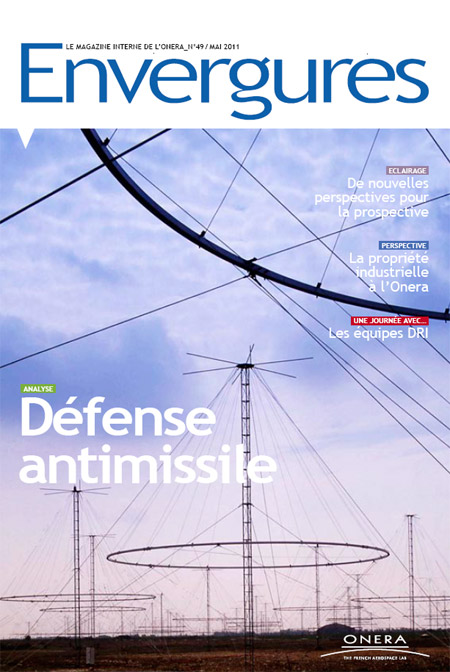 LE MAGAZINE INTERNE DE L'ONERA_N°49 / MAI 2011
Envergures
ECLAIRAGE
De nouvelles
perspectives pour
la prospective
PERSPECTIVE
La propriété
industrielle
à l'Onera
UNE JOURNÉE AVEC...
Les équipes DRI
ANALYSE
Défense
antimissile
ONERA
THE FRENCH AEROSPACE LAB